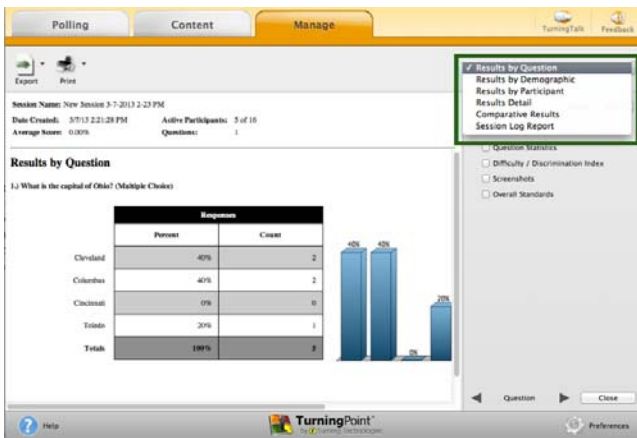 Polling Content Manage TurningTalk Feedback
Export Print
✓ Results by Question
Results by Demographic
Results by Participant
Results Detail
Comparative Results
Session Log Report
Session Name: New Session 3-7-2013 2-23 PM
Date Created: 3/7/13 2:21:28 PM Active Participants: 5 of 16
Average Score: 0.00% Questions: 1
Question Statistics
Difficulty / Discrimination Index
Screenshots
Overall Standards
Results by Question
1.) What is the capital of Ohio? (Multiple Choice)
Responses
Percent Count
Cleveland 40% 2
Columbus 40% 2
Cincinnati 0% 0
Toledo 20% 1
Totals 100% 5
40% 40% 0% 20%
Question Close
Help TurningPoint Preferences
by Turning Technologies